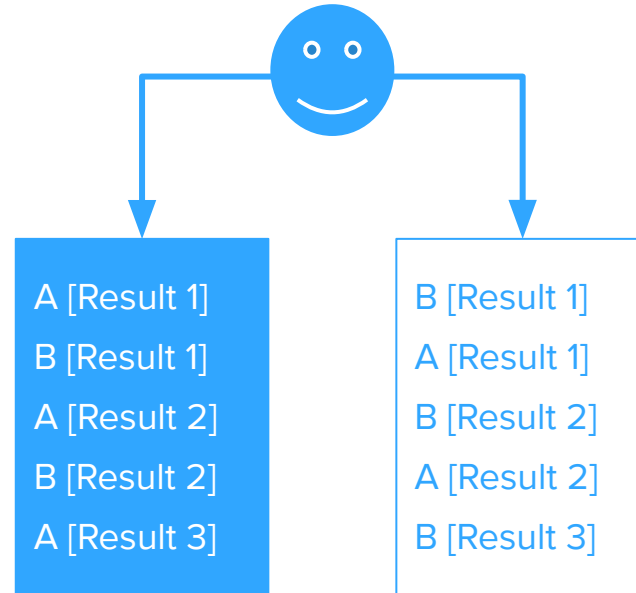 A [Result 1]
B [Result 1]
A [Result 2]
B [Result 2]
A [Result 3]
B [Result 1]
A [Result 1]
B [Result 2]
A [Result 2]
B [Result 3]